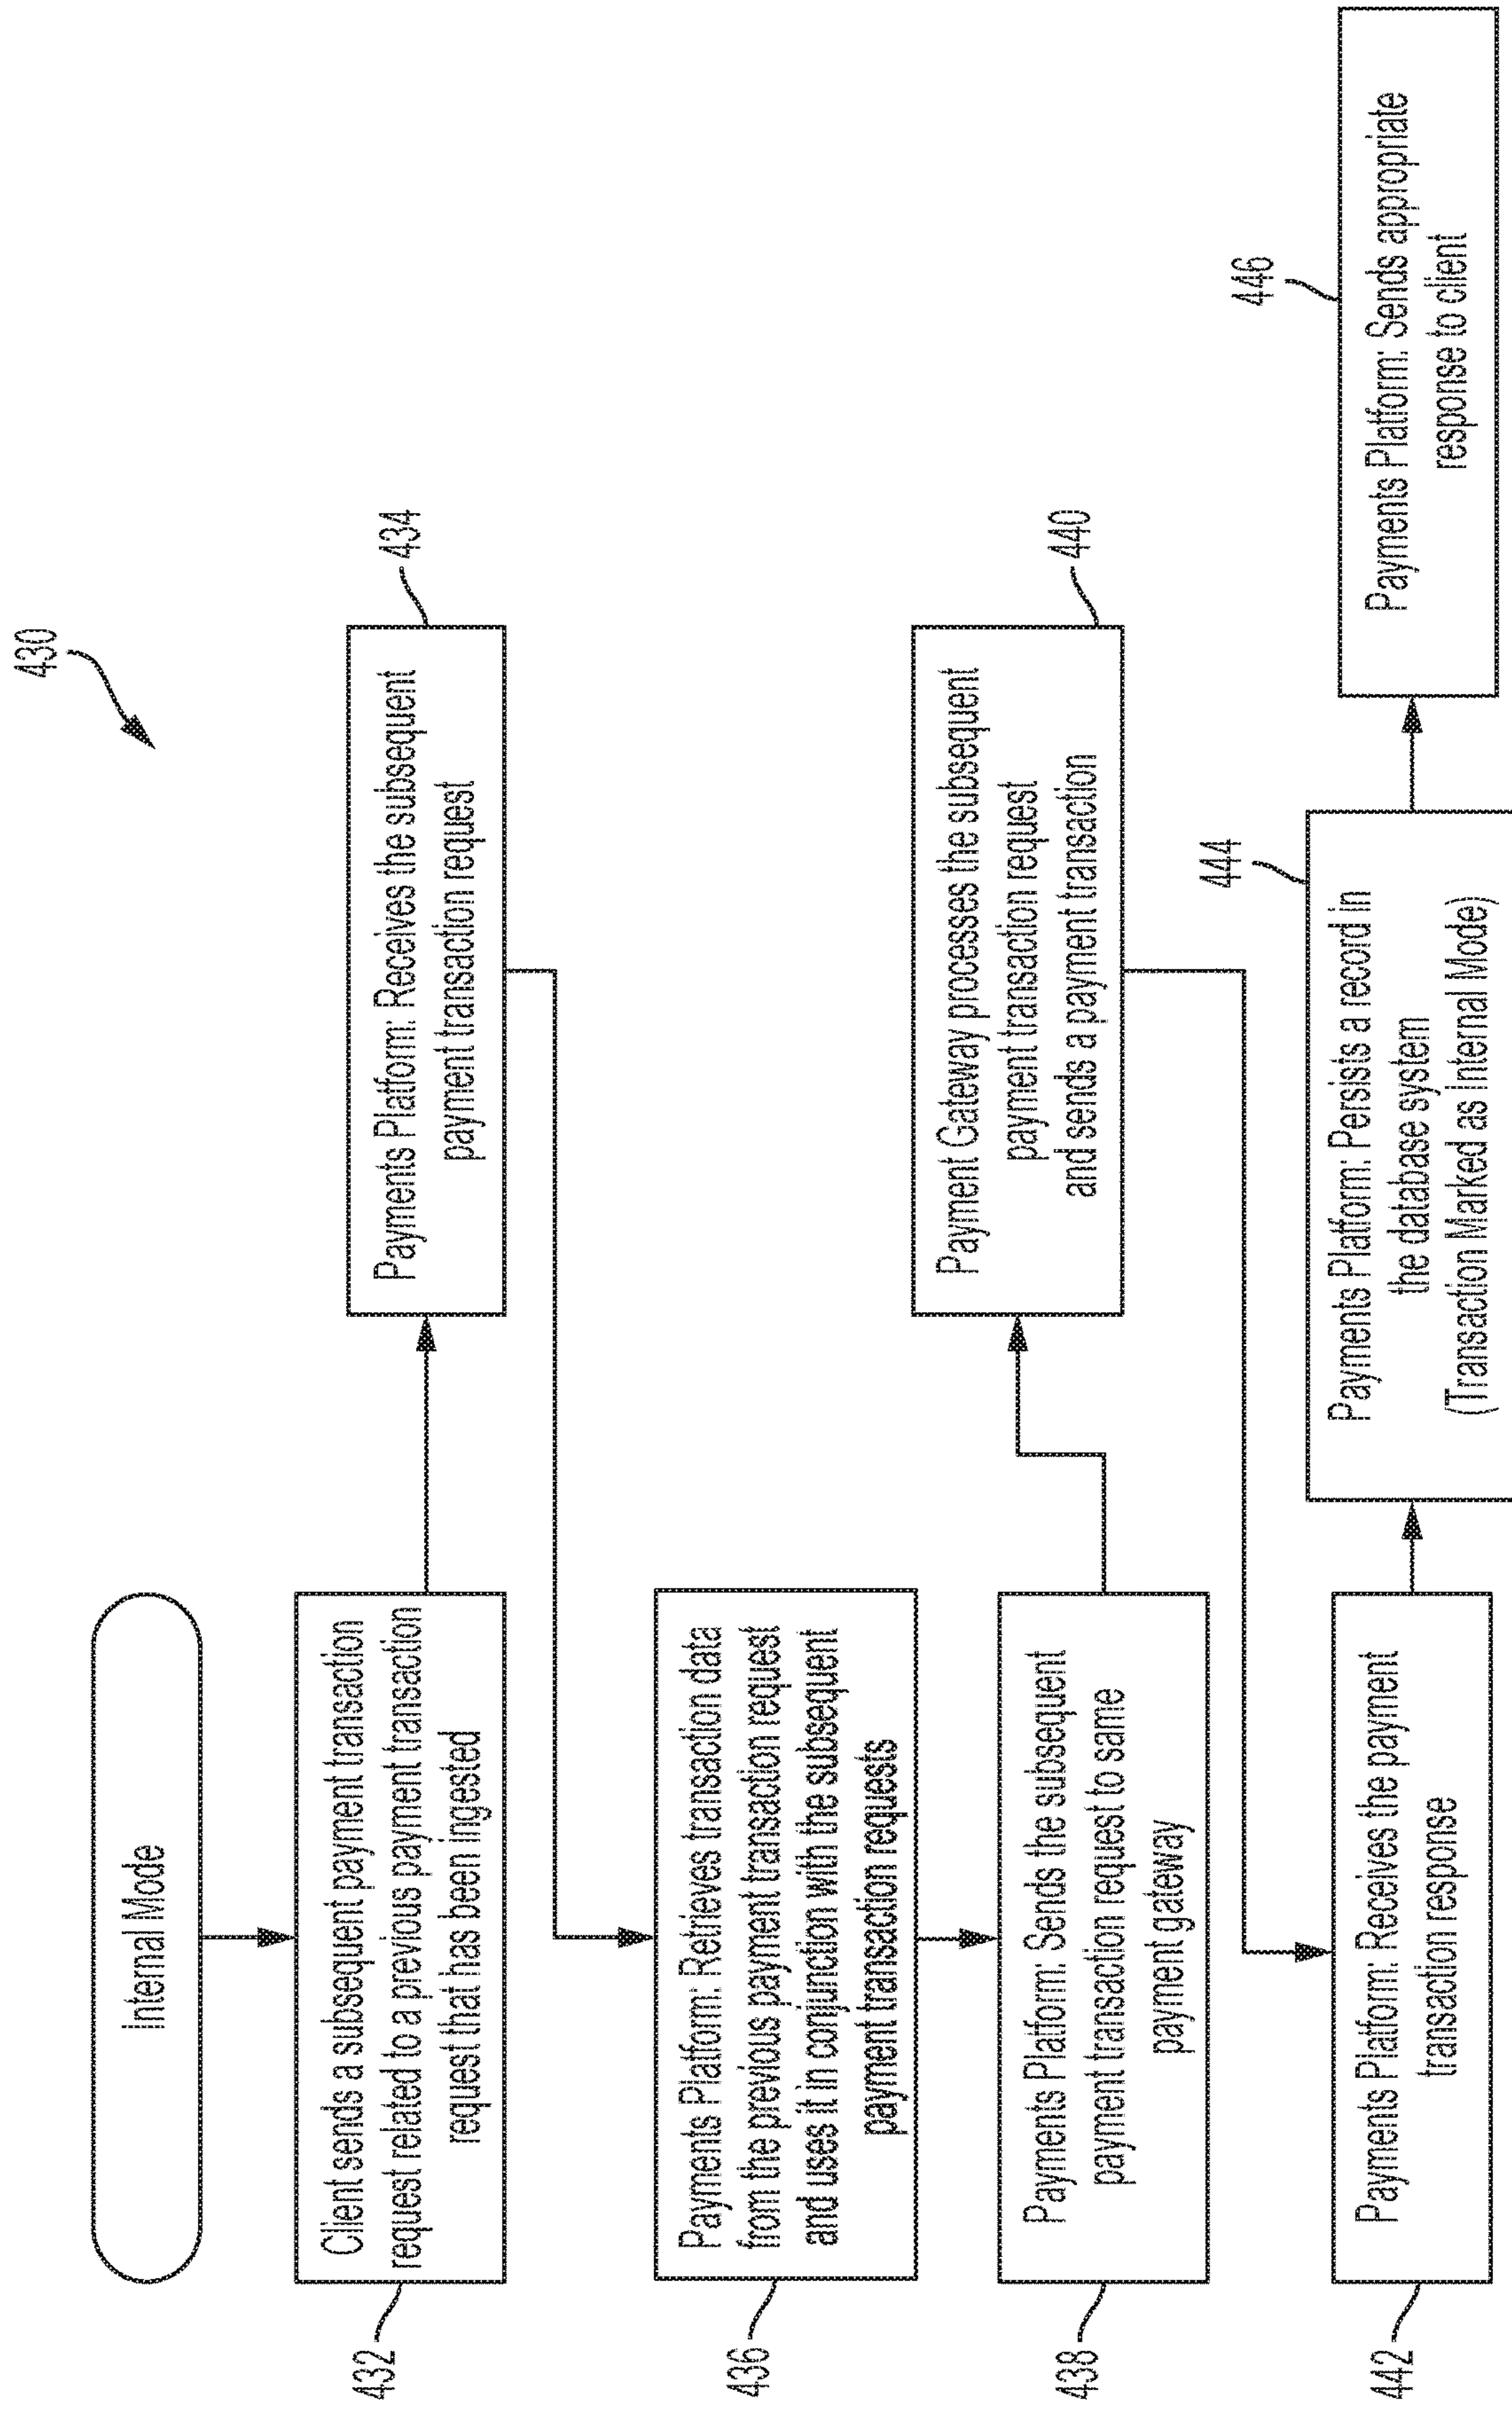 430
Internal Mode
432
Client sends a subsequent payment transaction
request related to a previous payment transaction
request that has been ingested
434
Payments Platform: Receives the subsequent
payment transaction request
436
Payments Platform: Retrieves transaction data
from the previous payment transaction request
and uses it in conjunction with the subsequent
payment transaction requests
438
Payments Platform: Sends the subsequent
payment transaction request to same
payment gateway
440
Payment Gateway processes the subsequent
payment transaction request
and sends a payment transaction
442
Payments Platform: Receives the payment
transaction response
444
Payments Platform: Persists a record in
the database system
(Transaction Marked as Internal Mode)
446
Payments Platform: Sends appropriate
response to client